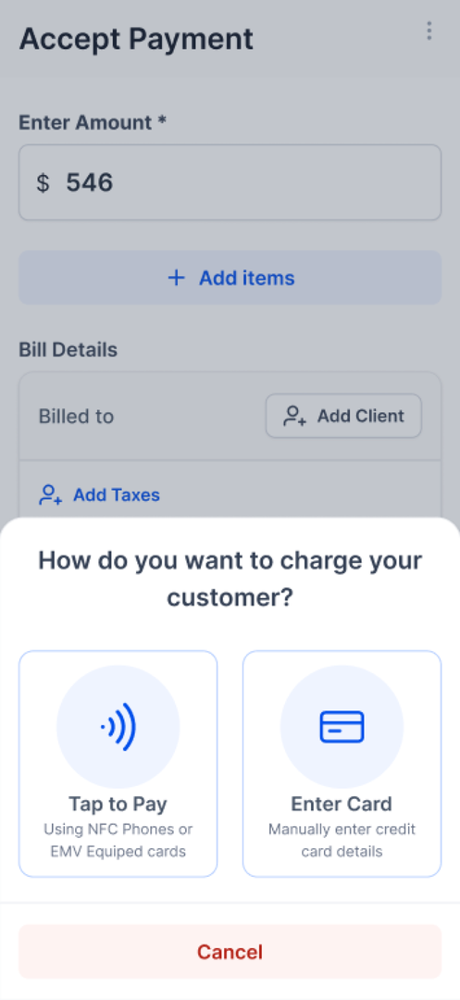 Accept Payment
Enter Amount *
$ 546
+ Add items
Bill Details
Billed to
Add Client
Add Taxes
How do you want to charge your
customer?
Tap to Pay
Using NFC Phones or
EMV Equiped cards
Enter Card
Manually enter credit
card details
Cancel